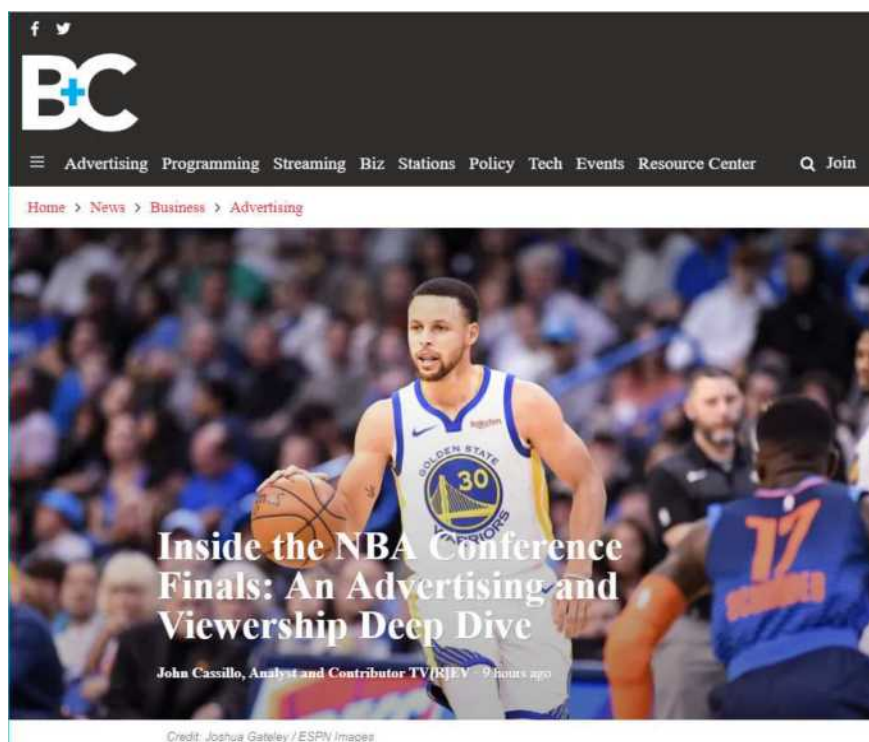 B+C
Advertising Programming Streaming Biz Stations Policy Tech Events Resource Center Join
Home > News > Business > Advertising
Rakuten
GOLDEN STATE
30
WARRIORS
17
SCHRODER
Inside the NBA Conference
Finals: An Advertising and
Viewership Deep Dive
John Cassillo, Analyst and Contributor TV[R]EV · 9 hours ago
Credit: Joshua Gateley / ESPN Images